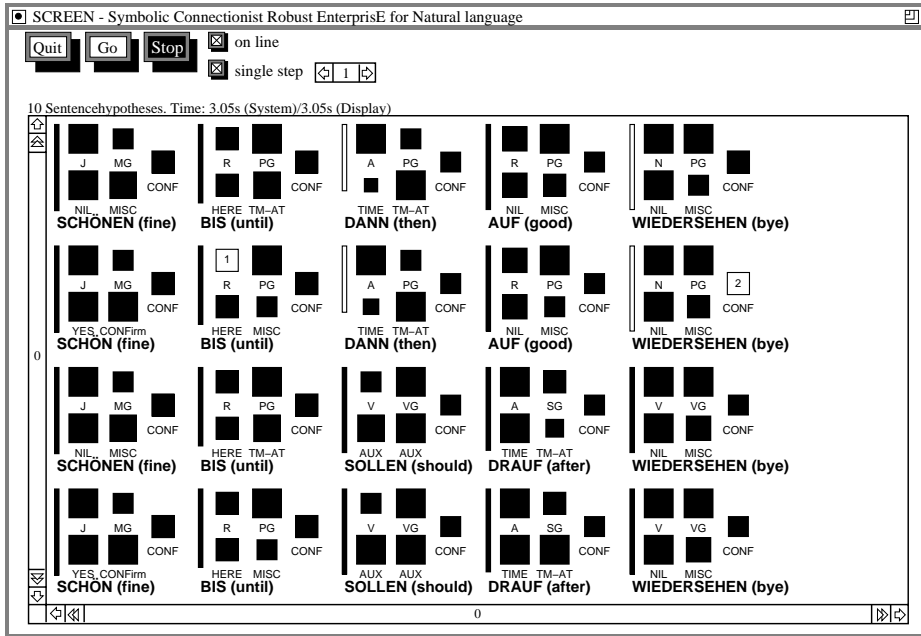 SCREEN - Symbolic Connectionist Robust EnterprisE for Natural language
Quit Go Stop on line
single step 1
10 Sentencehypotheses. Time: 3.05s (System)/3.05s (Display)
J MG R PG A PG R PG N PG
CONF CONF CONF CONF CONF
NIL MISC HERE TM–AT TIME TM–AT NIL MISC NIL MISC
SCHÖNEN (fine) BIS (until) DANN (then) AUF (good) WIEDERSEHEN (bye)
1 2
J MG R PG A PG R PG N PG
CONF CONF CONF CONF CONF
YES CONFirm HERE MISC TIME TM–AT NIL MISC NIL MISC
SCHÖN (fine) BIS (until) DANN (then) AUF (good) WIEDERSEHEN (bye)
0
J MG R PG V VG A SG V VG
CONF CONF CONF CONF CONF
NIL MISC HERE TM–AT AUX AUX TIME TM–AT NIL MISC
SCHÖNEN (fine) BIS (until) SOLLEN (should) DRAUF (after) WIEDERSEHEN (bye)
J MG R PG V VG A SG V VG
CONF CONF CONF CONF CONF
YES CONFirm HERE MISC AUX AUX TIME TM–AT NIL MISC
SCHÖN (fine) BIS (until) SOLLEN (should) DRAUF (after) WIEDERSEHEN (bye)
0